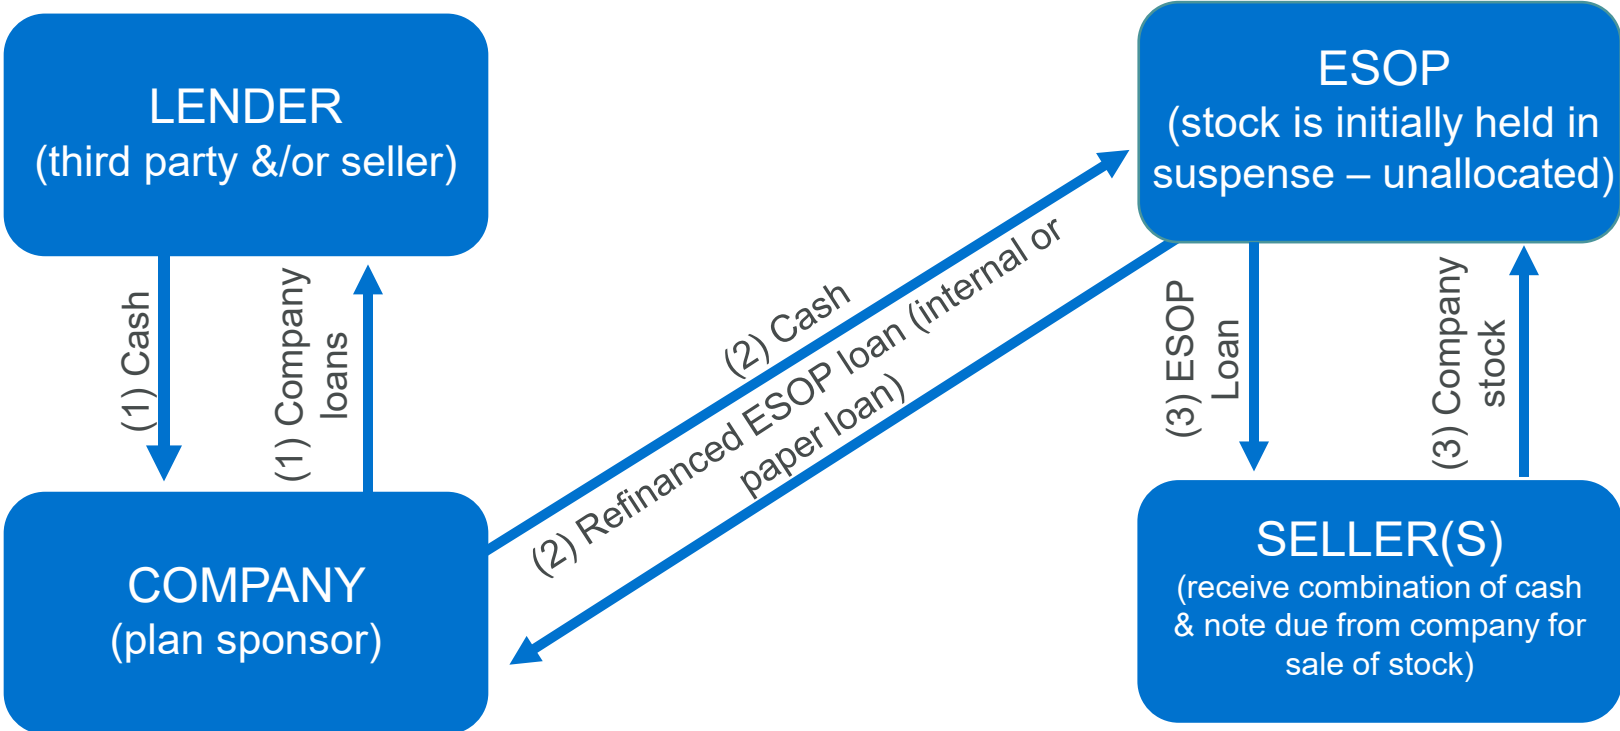 LENDER
(third party &/or seller)
ESOP
(stock is initially held in
suspense – unallocated)
(1) Cash
(1) Company
loans
(2) Cash
(2) Refinanced ESOP loan (internal or
paper loan)
(3) ESOP
Loan
(3) Company
stock
COMPANY
(plan sponsor)
SELLER(S)
(receive combination of cash
& note due from company for
sale of stock)